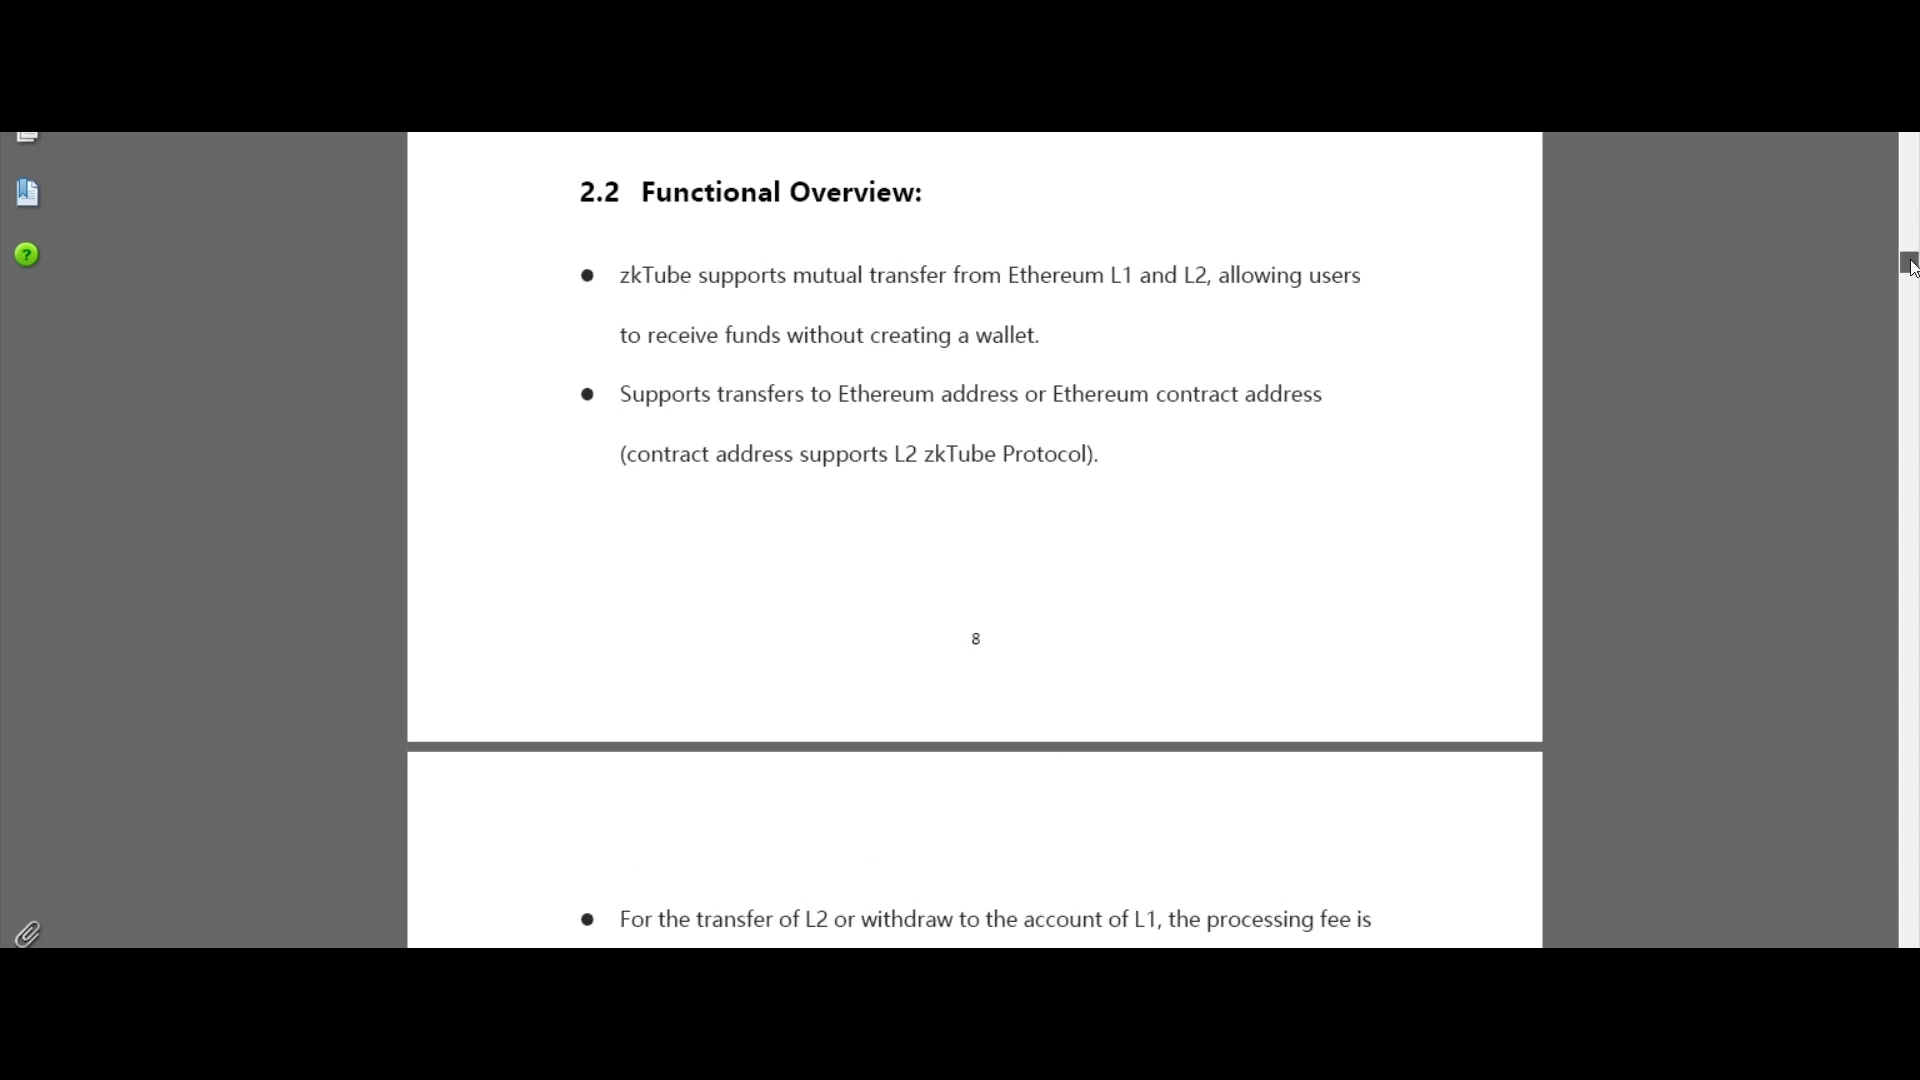 2.2 Functional Overview:
● zkTube supports mutual transfer from Ethereum L1 and L2, allowing users
to receive funds without creating a wallet.
● Supports transfers to Ethereum address or Ethereum contract address
(contract address supports L2 zkTube Protocol).
8
● For the transfer of L2 or withdraw to the account of L1, the processing fee is